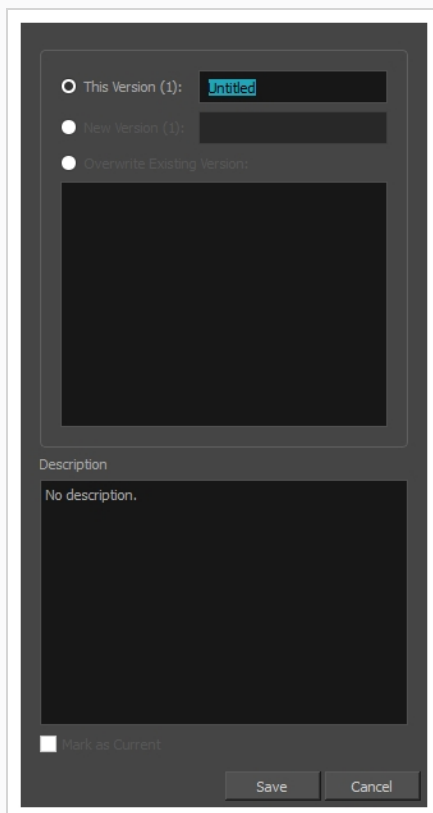 This Version (1):
Untitled
New Version (1):
Overwrite Existing Version:
Description
No description.
Mark as Current
Save
Cancel